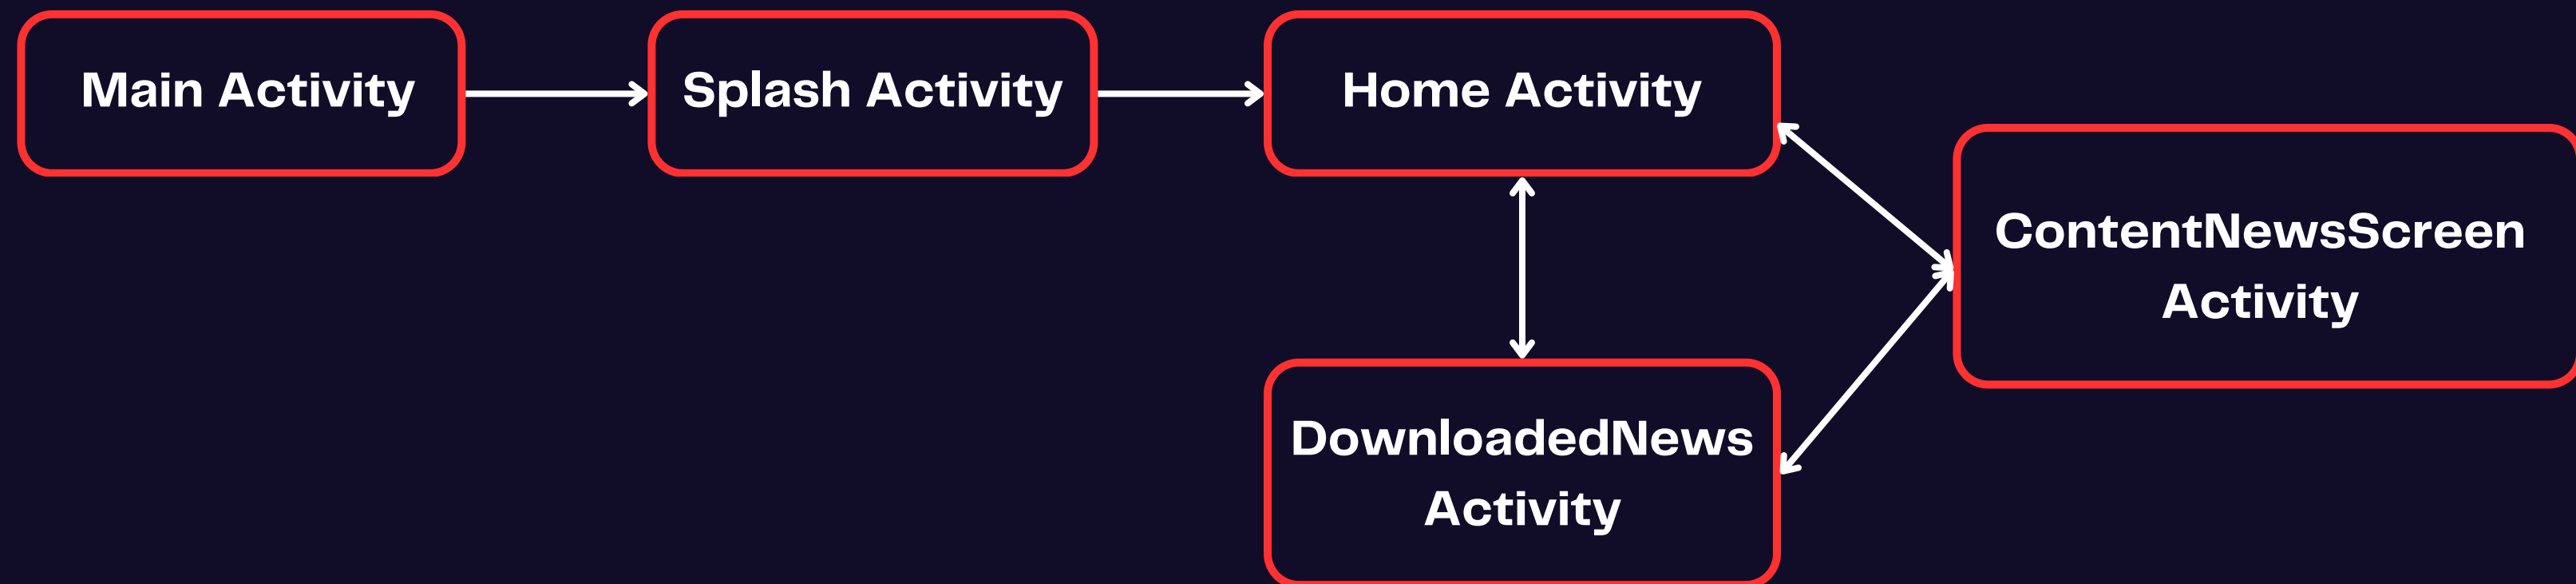 Main Activity
Splash Activity
Home Activity
ContentNewsScreen
Activity
DownloadedNews
Activity